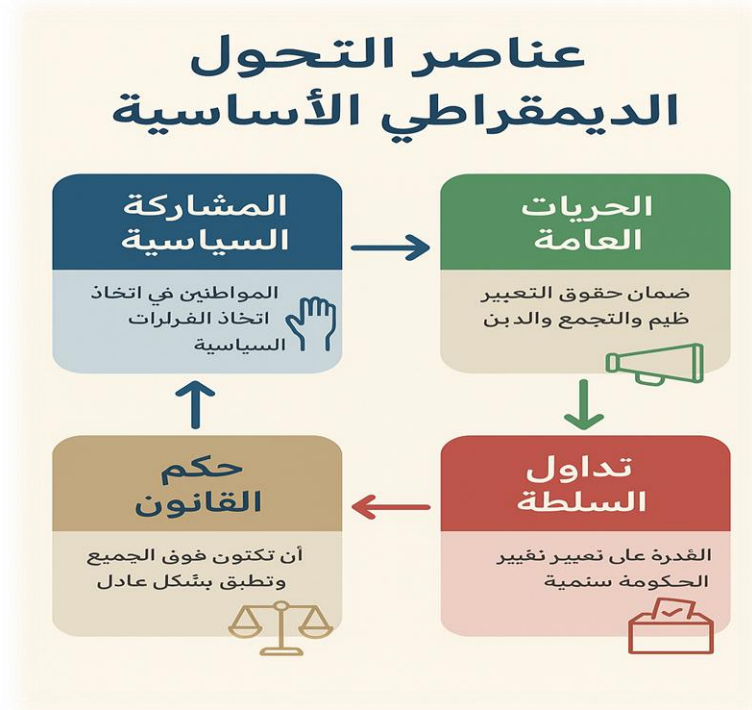 عناصر التحول
الديمقراطي الأساسية
الحريات
العامة
ضمان حقوق التعبير
ظيم والتجمع والدبن
المشاركة
السياسية
المواطنين في اتخاذ
اتخاذ الفرلرات
السياسية
تداول
السلطة
القدرة على تعيير نفيير
الحكومة سنمية
حكم
القانون
أن تكتون فوق الجميع
وتطبق بشكل عادل